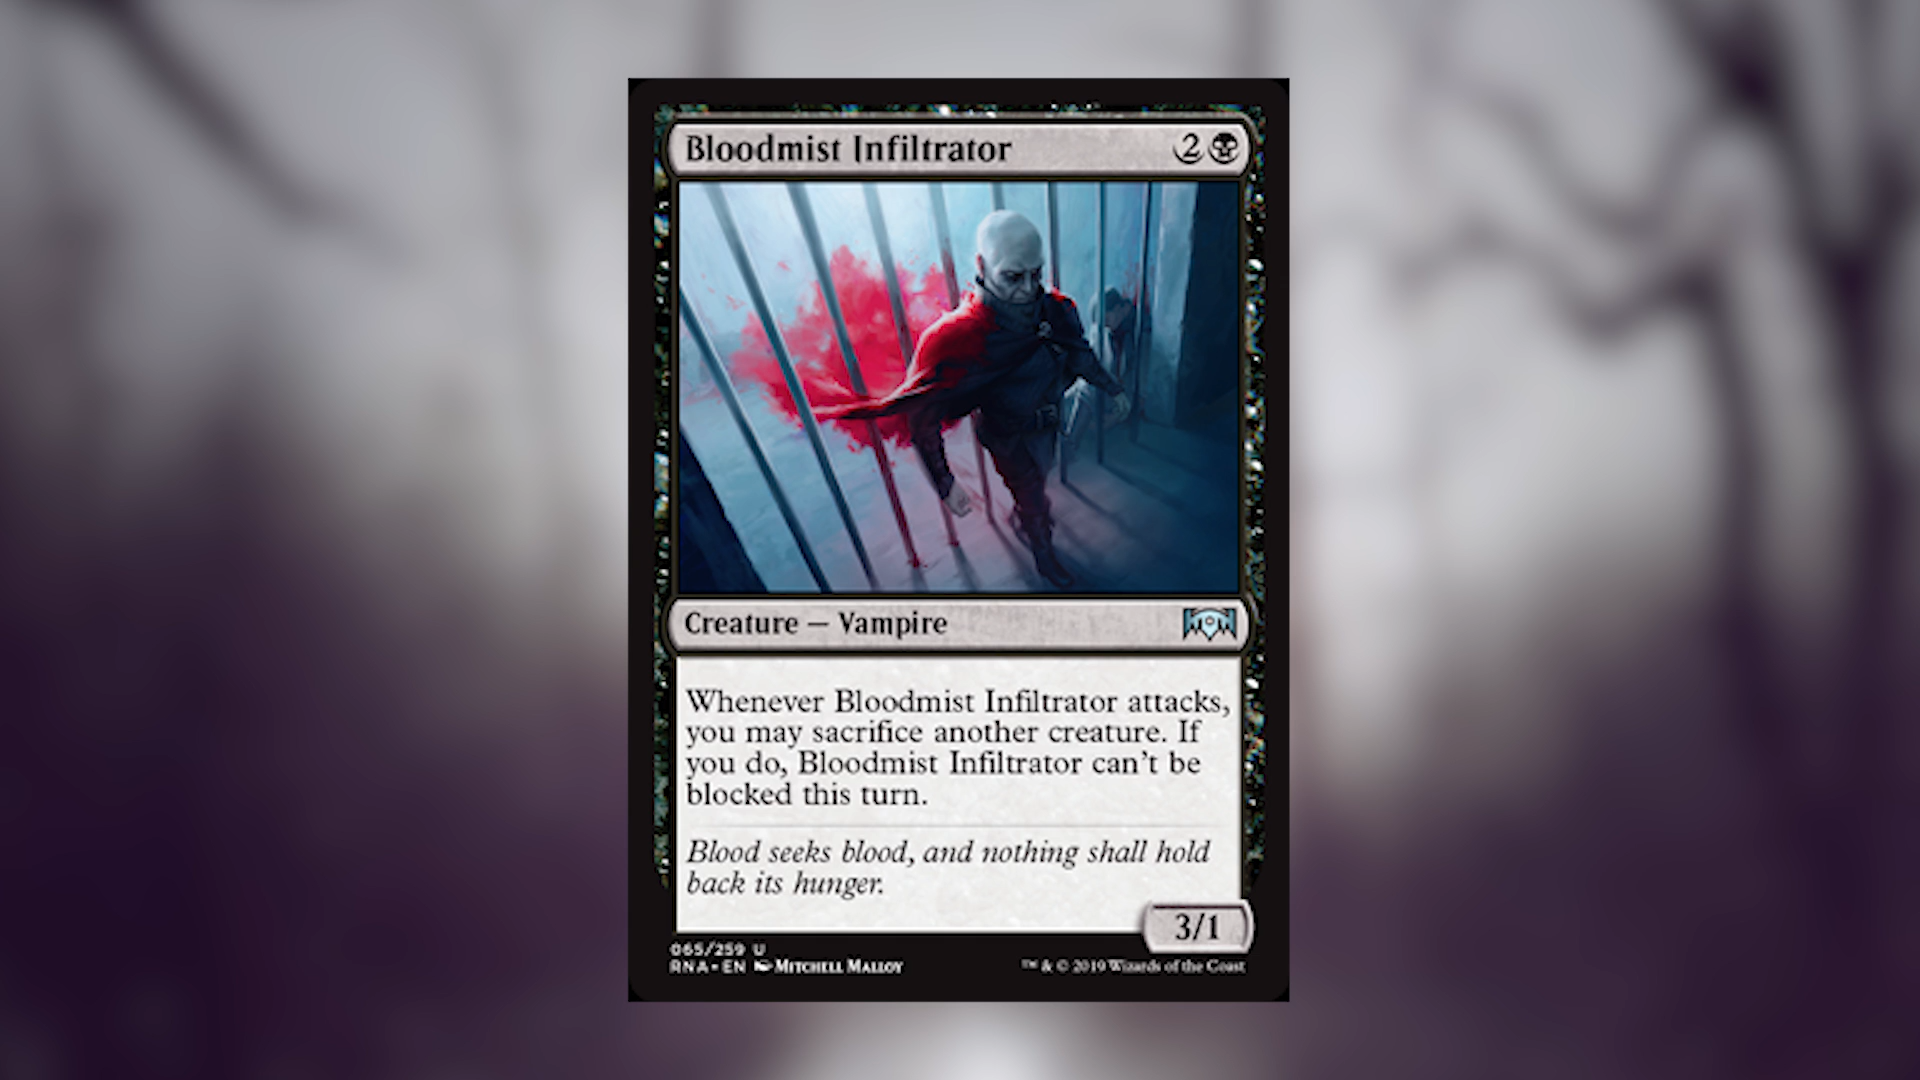 Bloodmist Infiltrator 2
Creature — Vampire
Whenever Bloodmist Infiltrator attacks,
you may sacrifice another creature. If
you do, Bloodmist Infiltrator can't be
blocked this turn.
Blood seeks blood, and nothing shall hold
back its hunger.
3/1
065/259 U
RNA • EN Mitchell Malloy
™ & © 2019 Wizards of the Coast